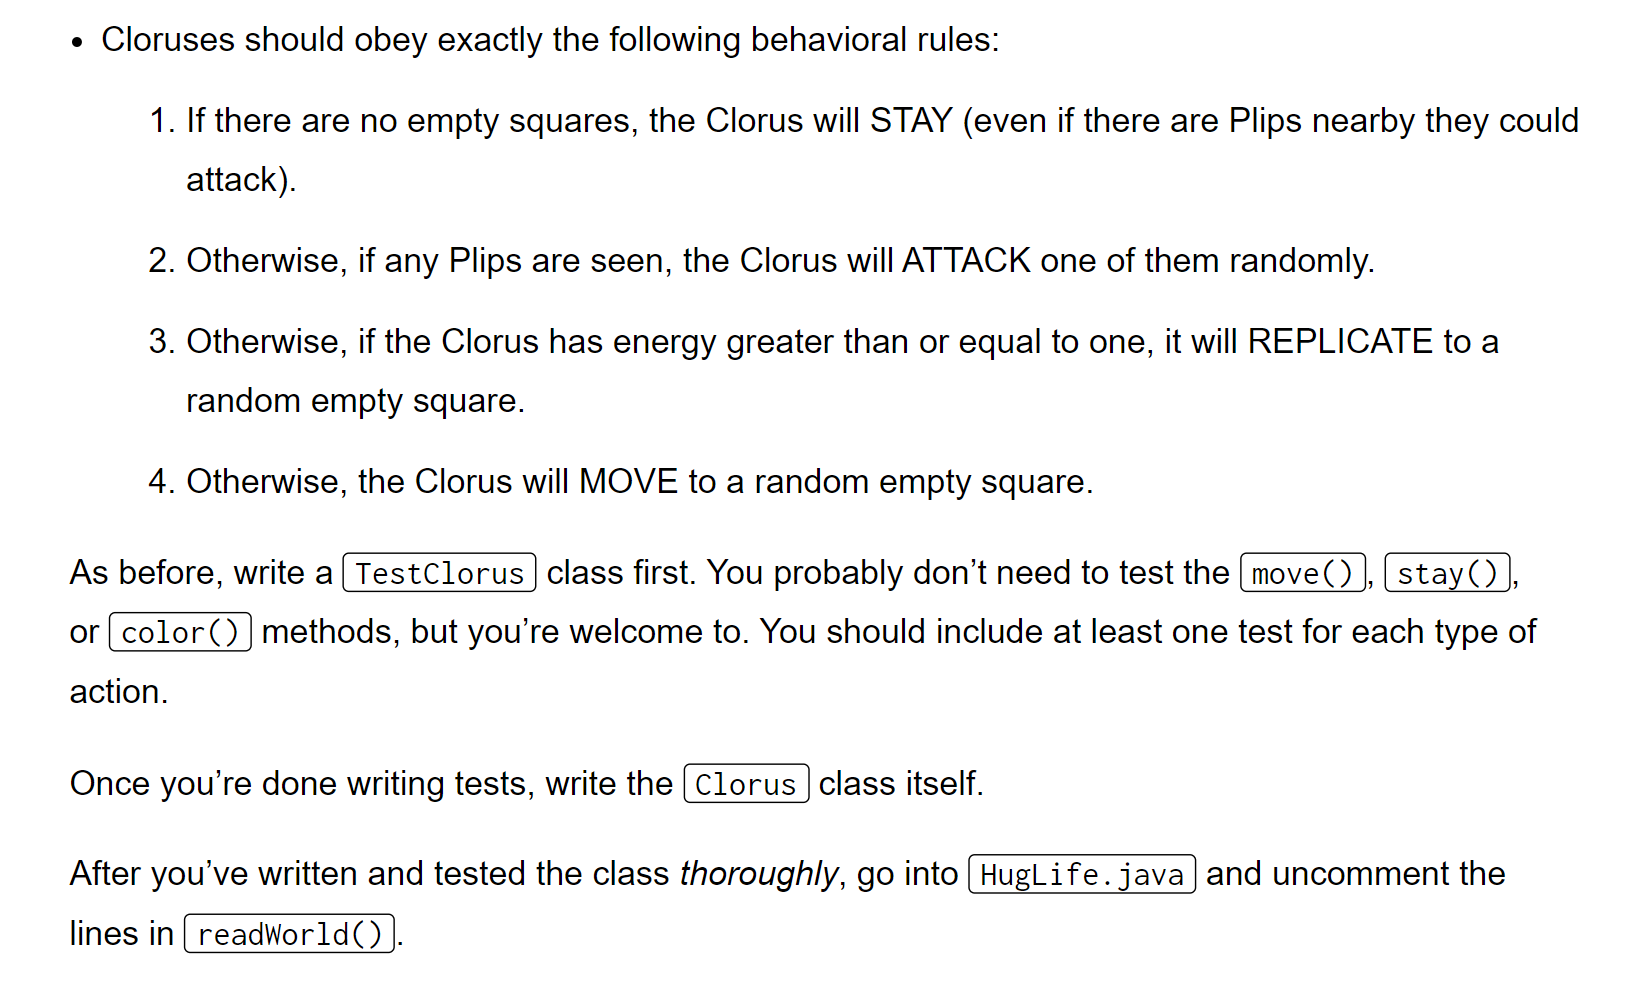 • Cloruses should obey exactly the following behavioral rules:
1. If there are no empty squares, the Clorus will STAY (even if there are Plips nearby they could
attack).
2. Otherwise, if any Plips are seen, the Clorus will ATTACK one of them randomly.
3. Otherwise, if the Clorus has energy greater than or equal to one, it will REPLICATE to a
random empty square.
4. Otherwise, the Clorus will MOVE to a random empty square.
As before, write a TestClorus class first. You probably don’t need to test the move(), stay(),
or color() methods, but you’re welcome to. You should include at least one test for each type of
action.
Once you’re done writing tests, write the Clorus class itself.
After you’ve written and tested the class thoroughly, go into HugLife.java and uncomment the
lines in readWorld().